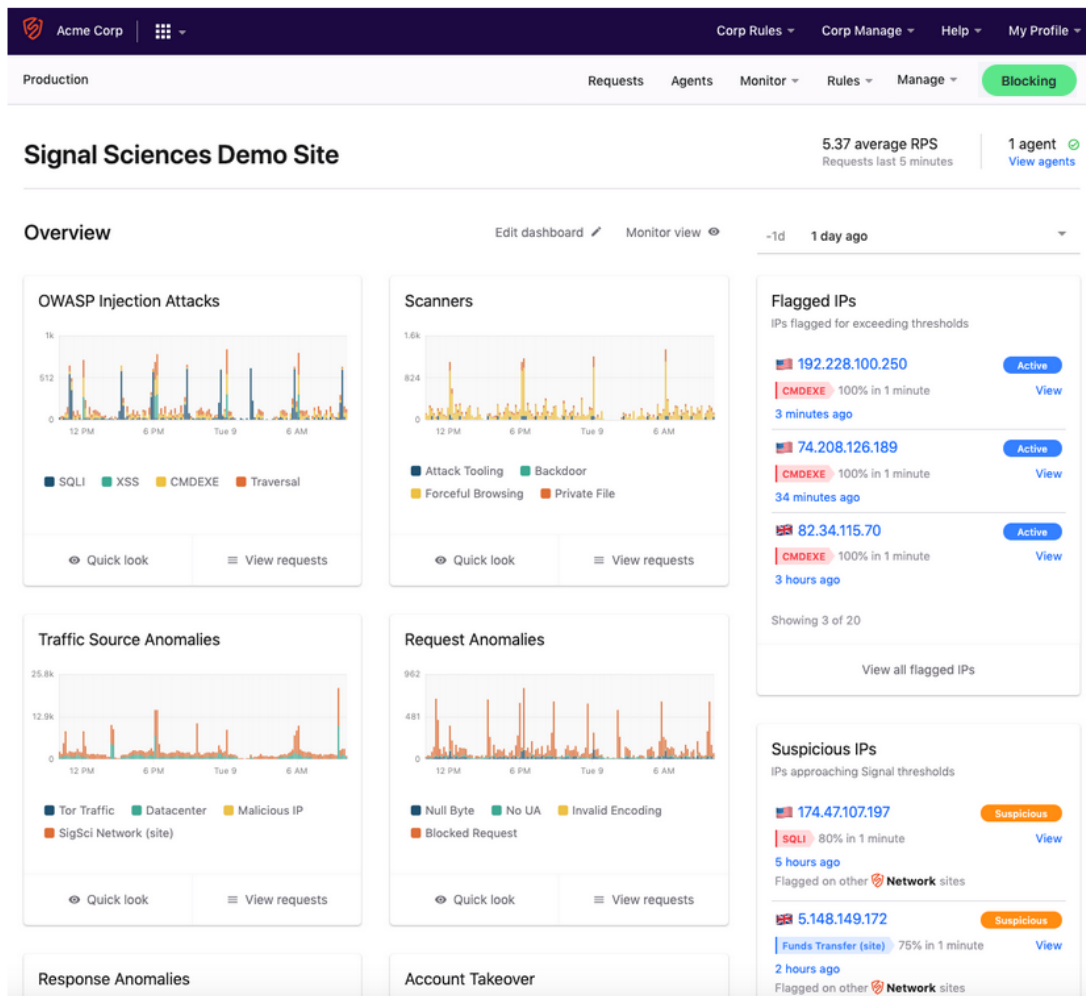 Acme Corp
Corp Rules
Corp Manage
Help
My Profile
Production
Requests
Agents
Monitor
Rules
Manage
Blocking
Signal Sciences Demo Site
5.37 average RPS
Requests last 5 minutes
1 agent
View agents
Overview
Edit dashboard
Monitor view
-1d 1 day ago
OWASP Injection Attacks
1k
512
0
12 PM 6 PM Tue 9 6 AM
SQLI XSS CMDEXE Traversal
Quick look
View requests
Scanners
1.6k
824
0
12 PM 6 PM Tue 9 6 AM
Attack Tooling Backdoor
Forceful Browsing Private File
Quick look
View requests
Flagged IPs
IPs flagged for exceeding thresholds
192.228.100.250 Active
CMDEXE 100% in 1 minute View
3 minutes ago
74.208.126.189 Active
CMDEXE 100% in 1 minute View
34 minutes ago
82.34.115.70 Active
CMDEXE 100% in 1 minute View
3 hours ago
Showing 3 of 20
View all flagged IPs
Traffic Source Anomalies
25.8k
12.9k
0
12 PM 6 PM Tue 9 6 AM
Tor Traffic Datacenter Malicious IP
SigSci Network (site)
Quick look
View requests
Request Anomalies
962
481
0
12 PM 6 PM Tue 9 6 AM
Null Byte No UA Invalid Encoding
Blocked Request
Quick look
View requests
Suspicious IPs
IPs approaching Signal thresholds
174.47.107.197 Suspicious
SQLI 80% in 1 minute View
5 hours ago
Flagged on other Network sites
5.148.149.172 Suspicious
Funds Transfer (site) 75% in 1 minute View
2 hours ago
Flagged on other Network sites
Response Anomalies
Account Takeover